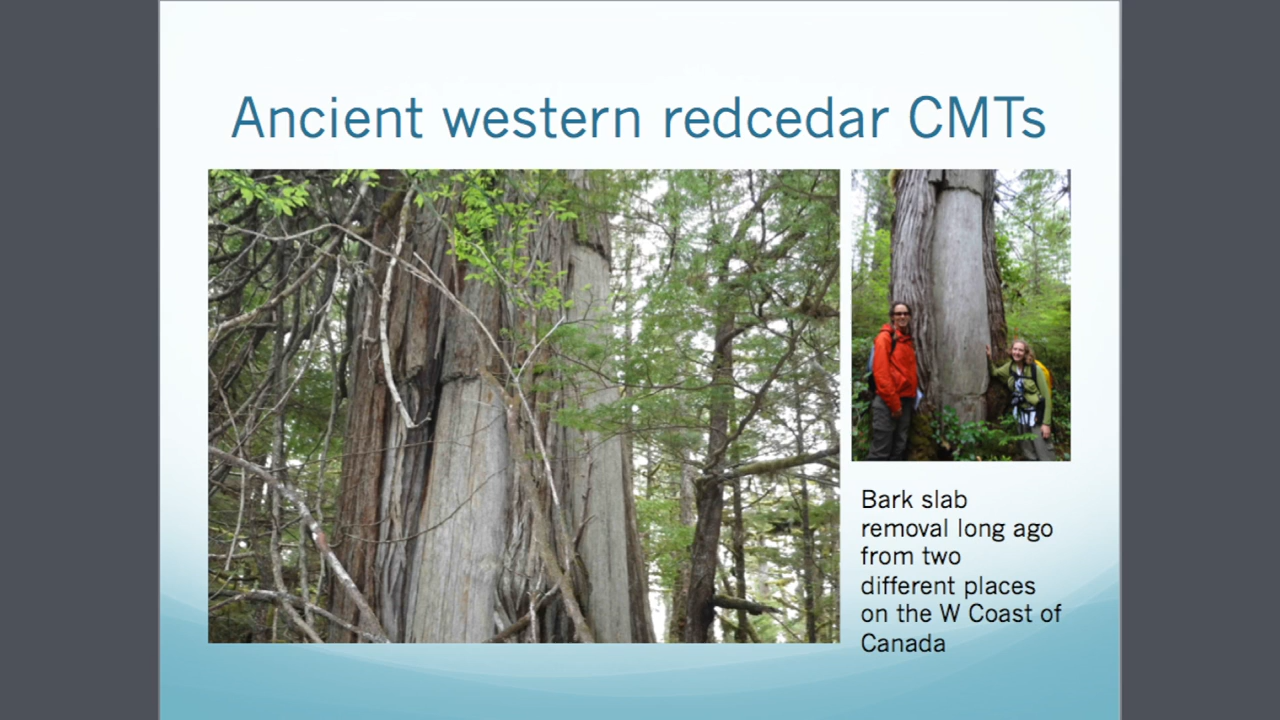 Ancient western redcedar CMTs
Bark slab
removal long ago
from two
different places
on the W Coast of
Canada